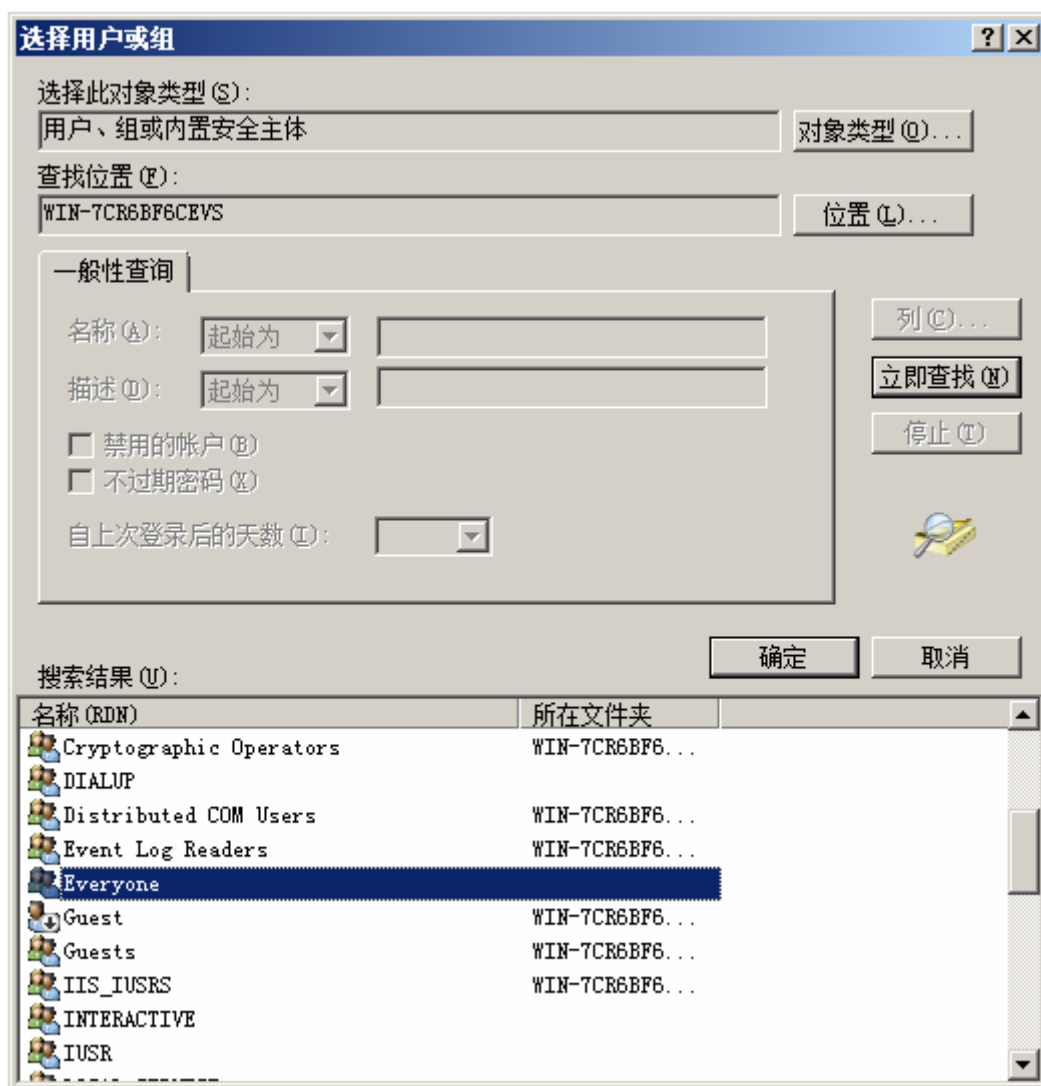 选择用户或组
选择此对象类型(S):
用户、组或内置安全主体
对象类型(O)...
查找位置(F):
WIN-7CR6BF6CEVS
位置(L)...
一般性查询
名称(A): 起始为
列(C)...
描述(D): 起始为
立即查找(N)
禁用的帐户(B)
停止(T)
不过期密码(X)
自上次登录后的天数(I):
确定 取消
搜索结果(U):
名称(RDN) 所在文件夹
Cryptographic Operators WIN-7CR6BF6...
DIALUP
Distributed COM Users WIN-7CR6BF6...
Event Log Readers WIN-7CR6BF6...
Everyone
Guest WIN-7CR6BF6...
Guests WIN-7CR6BF6...
IIS_IUSRS WIN-7CR6BF6...
INTERACTIVE
IUSR